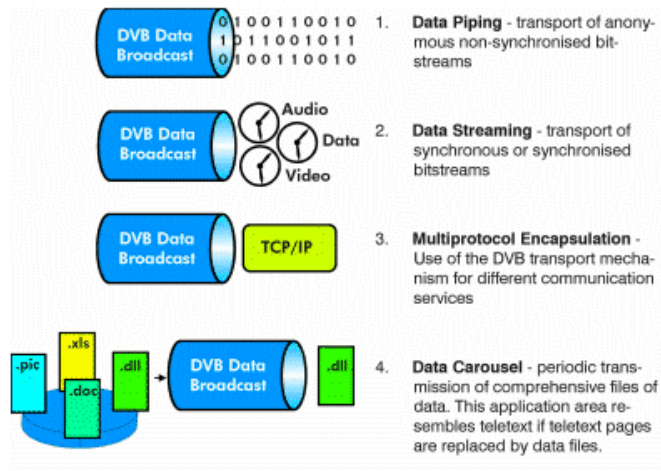 DVB Data
Broadcast
0 1 0 0 1 1 0 0 1 0
1 0 1 1 0 0 1 0 1 1
0 1 0 0 1 1 0 0 1 0
1. Data Piping - transport of anony-
mous non-synchronised bit-
streams
DVB Data
Broadcast
Audio
Data
Video
2. Data Streaming - transport of
synchronous or synchronised
bitstreams
DVB Data
Broadcast
TCP/IP
3. Multiprotocol Encapsulation -
Use of the DVB transport mecha-
nism for different communication
services
.pic
.xls
.doc
.dll
DVB Data
Broadcast
.dll
4. Data Carousel - periodic trans-
mission of comprehensive files of
data. This application area re-
sembles teletext if teletext pages
are replaced by data files.